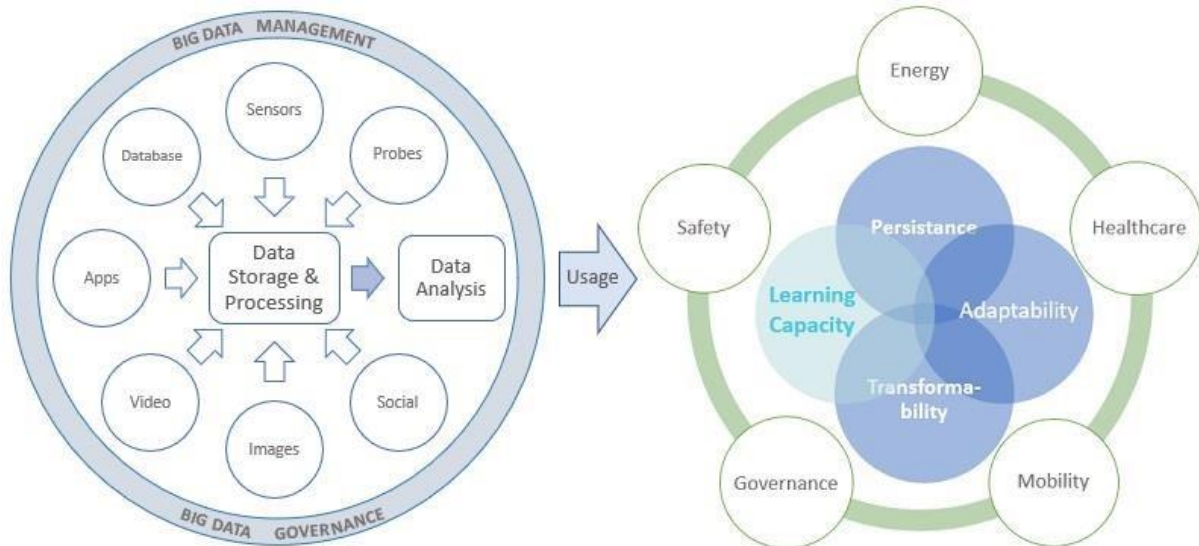 BIG DATA MANAGEMENT
Sensors
Database
Probes
Apps
Data
Storage &
Processing
Data
Analysis
Video
Images
Social
BIG DATA GOVERNANCE
Usage
Energy
Safety
Healthcare
Persistance
Learning
Capacity
Adaptability
Transforma-
bility
Governance
Mobility